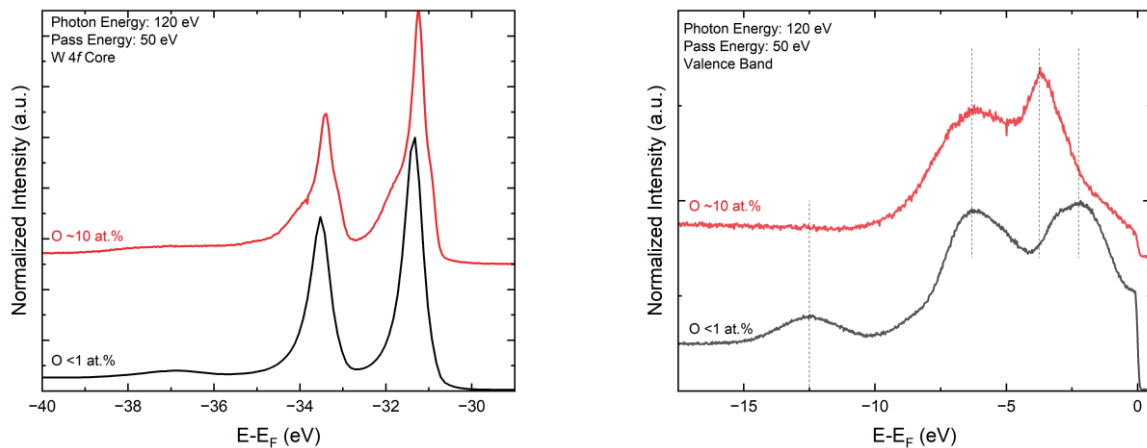 Photon Energy: 120 eV
Pass Energy: 50 eV
W 4f Core
Normalized Intensity (a.u.)
O ~10 at.%
O <1 at.%
−40 −38 −36 −34 −32 −30
E-EF (eV)
Photon Energy: 120 eV
Pass Energy: 50 eV
Valence Band
Normalized Intensity (a.u.)
O ~10 at.%
O <1 at.%
−15 −10 −5 0
E-EF (eV)